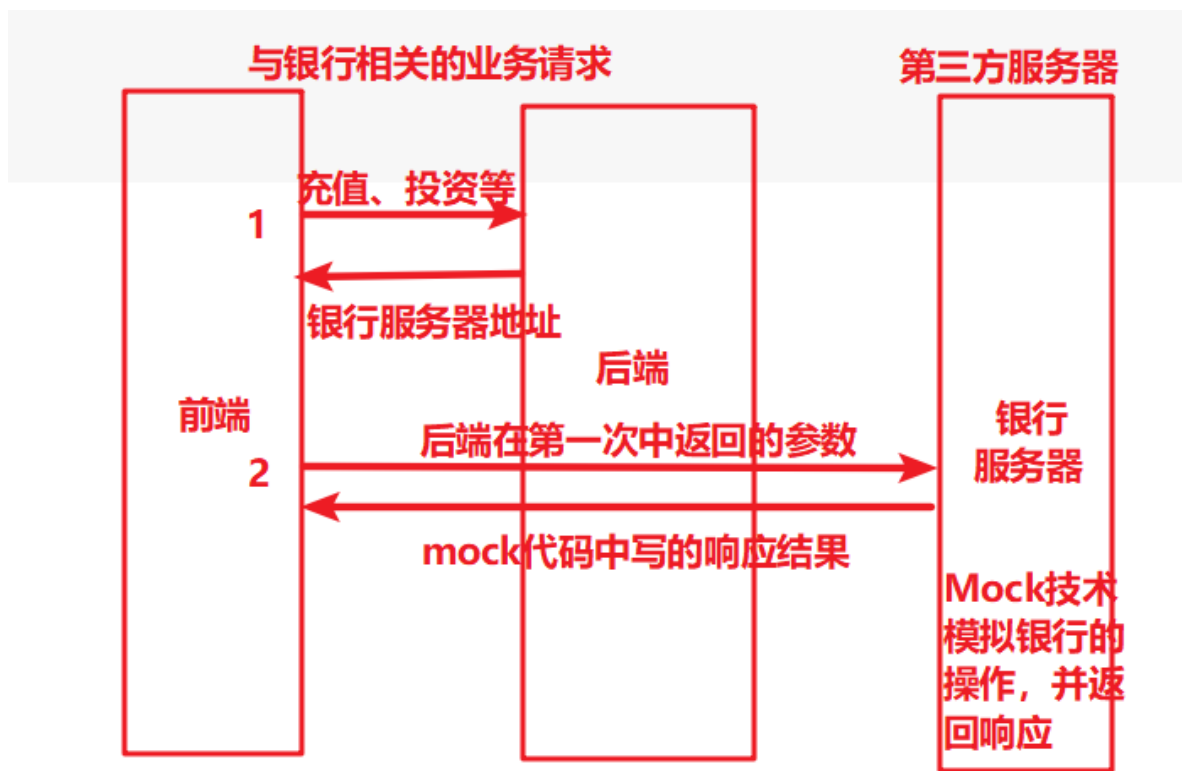 与银行相关的业务请求
第三方服务器
充值、投资等
1
银行服务器地址
后端
前端
银行
服务器
后端在第一次中返回的参数
2
mock代码中写的响应结果
Mock技术
模拟银行的
操作，并返
回响应